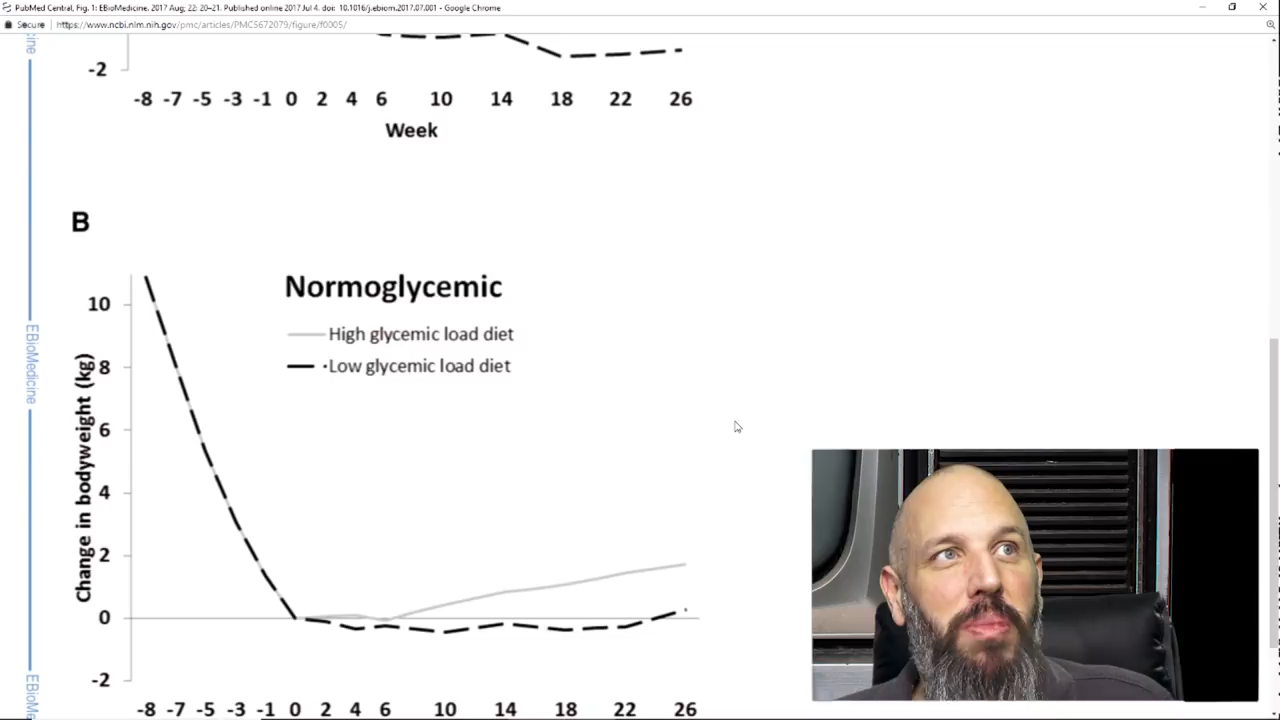 PubMed Central, Fig. 1: EBioMedicine. 2017 Aug; 22: 20–21. Published online 2017 Jul 4. doi: 10.1016/j.ebiom.2017.07.001 - Google Chrome
Secure
https://www.ncbi.nlm.nih.gov/pmc/articles/PMC5672079/figure/f0005/
-2
-8 -7 -5 -3 -1 0 2 4 6 10 14 18 22 26
Week
B
Normoglycemic
High glycemic load diet
Low glycemic load diet
Change in bodyweight (kg)
10
8
6
4
2
0
-2
-8 -7 -5 -3 -1 0 2 4 6 10 14 18 22 26
cine
EBioMedicine
EBioM